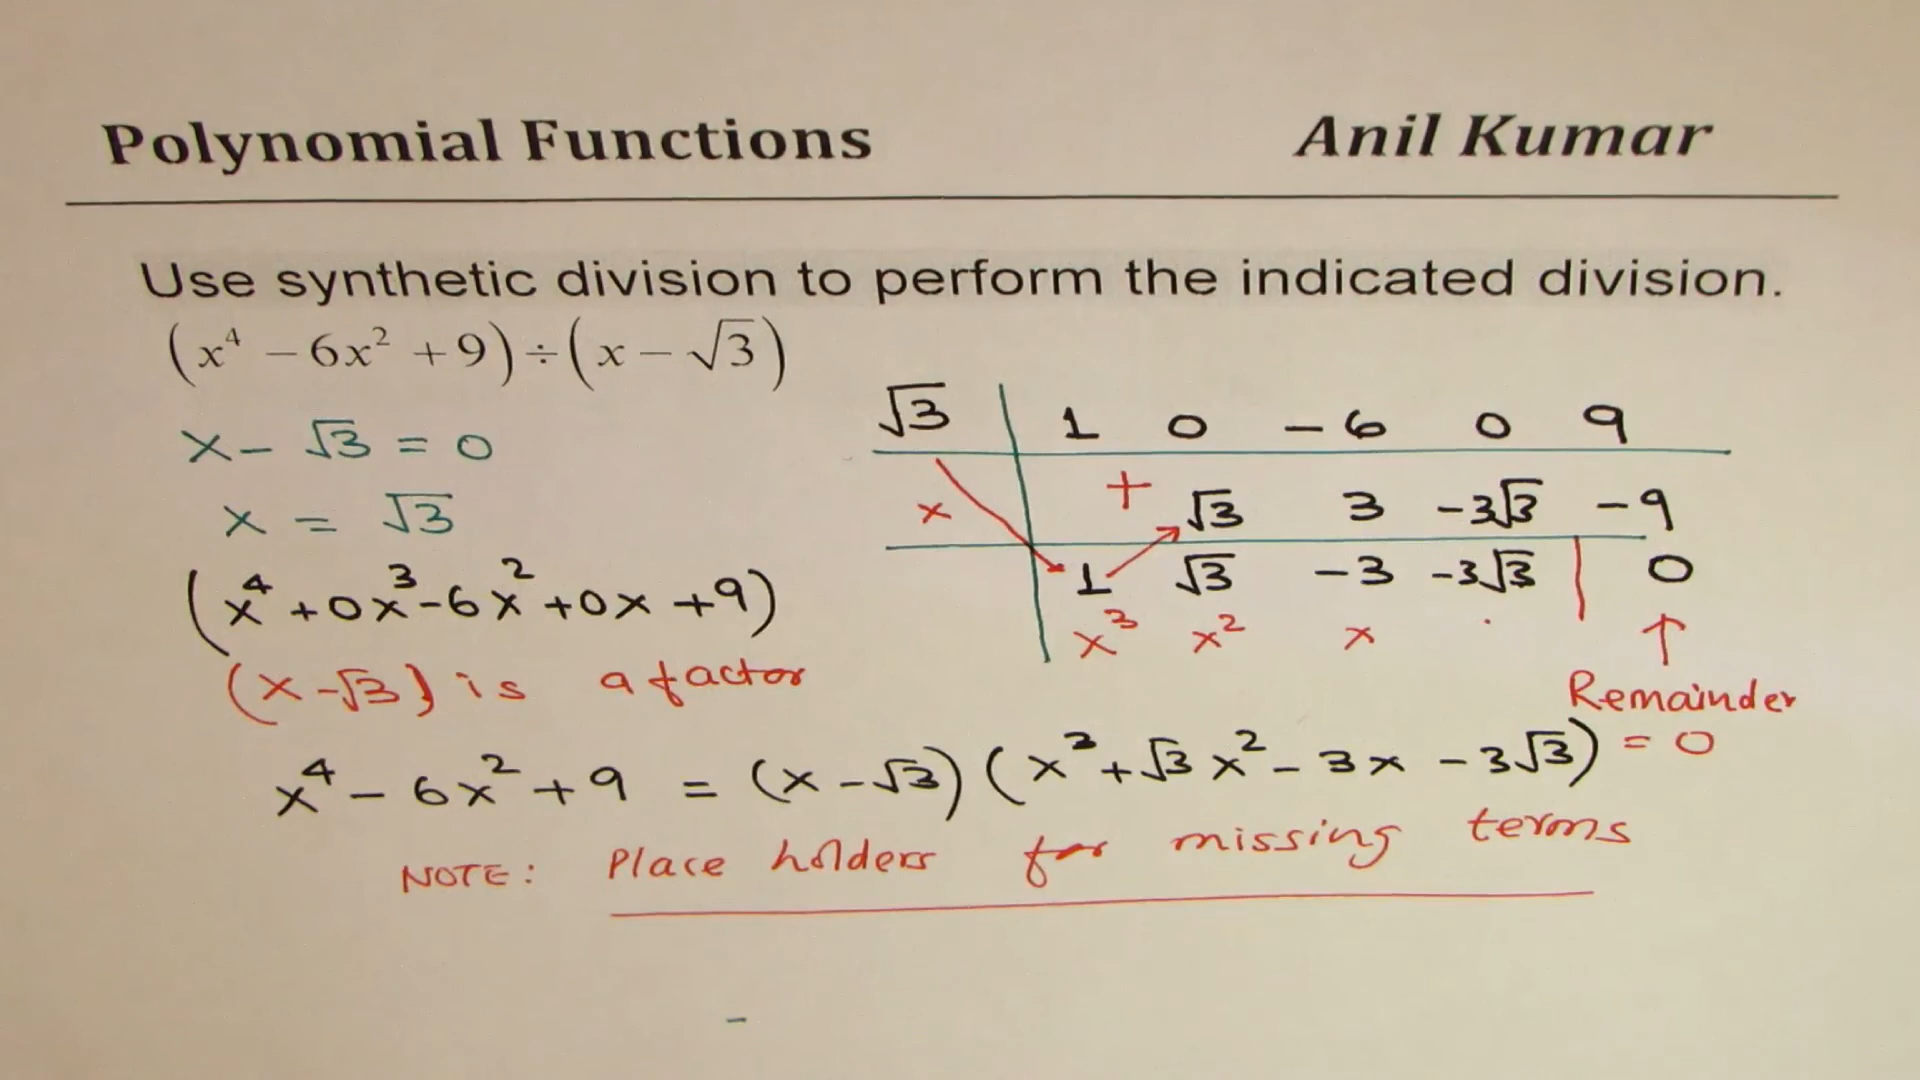 Polynomial Functions Anil Kumar
Use synthetic division to perform the indicated division.
(x⁴ − 6x² + 9) ÷ (x − √3)
x − √3 = 0
x = √3
(x⁴ + 0x³ − 6x² + 0x + 9)
(x − √3) is a factor
√3 1 0 − 6 0 9
× + √3 3 − 3√3 − 9
1 √3 − 3 − 3√3 0
x³ x² x ↑
Remainder
= 0
x⁴ − 6x² + 9 = (x − √3) (x³ + √3 x² − 3x − 3√3)
NOTE: Place holders for missing terms